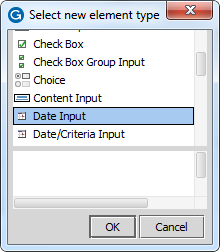 Select new element type
Check Box
Check Box Group Input
Choice
Content Input
Date Input
Date/Criteria Input
OK
Cancel